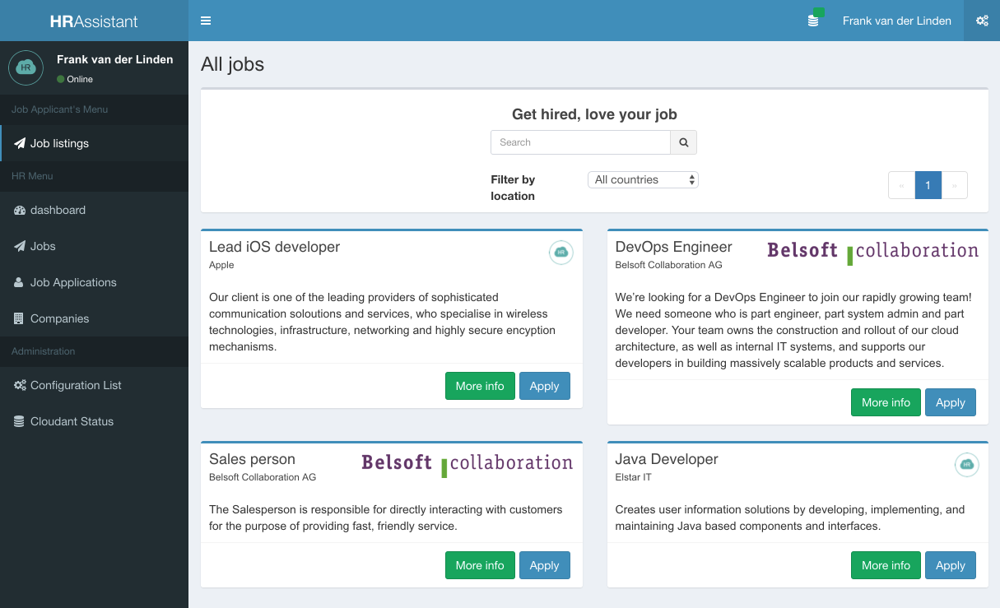 HRAssistant
Frank van der Linden
HR
Frank van der Linden
Online
Job Applicant's Menu
Job listings
HR Menu
dashboard
Jobs
Job Applications
Companies
Administration
Configuration List
Cloudant Status
All jobs
Get hired, love your job
Search
Filter by
location
All countries
« 1 »
Lead iOS developer
Apple
HR
Our client is one of the leading providers of sophisticated
communication soloutions and services, who specialise in wireless
technologies, infrastructure, networking and highly secure encyption
mechanisms.
More info Apply
DevOps Engineer
Belsoft Collaboration AG
Belsoft collaboration
We're looking for a DevOps Engineer to join our rapidly growing team!
We need someone who is part engineer, part system admin and part
developer. Your team owns the construction and rollout of our cloud
architecture, as well as internal IT systems, and supports our
developers in building massively scalable products and services.
More info Apply
Sales person
Belsoft Collaboration AG
Belsoft collaboration
The Salesperson is responsible for directly interacting with customers
for the purpose of providing fast, friendly service.
More info Apply
Java Developer
Elstar IT
HR
Creates user information solutions by developing, implementing, and
maintaining Java based components and interfaces.
More info Apply